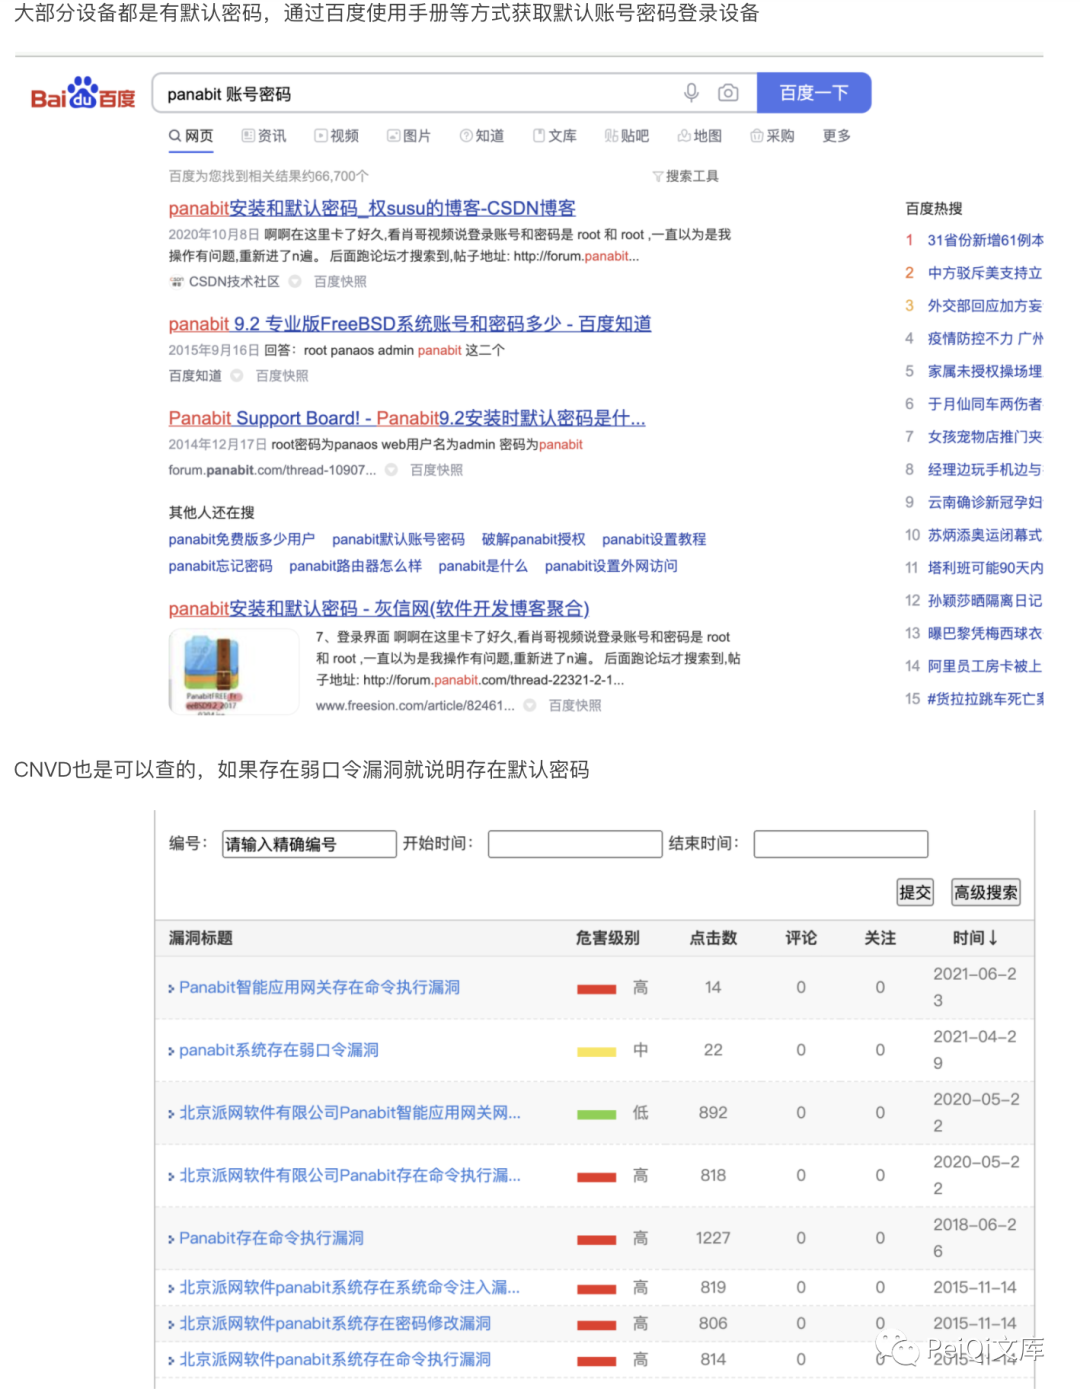 大部分设备都是有默认密码，通过百度使用手册等方式获取默认账号密码登录设备
Bai du 百度
panabit 账号密码
百度一下
网页 资讯 视频 图片 知道 文库 贴吧 地图 采购 更多
百度为您找到相关结果约66,700个
搜索工具
panabit安装和默认密码_权susu的博客-CSDN博客
2020年10月8日 啊啊在这里卡了好久,看肖哥视频说登录账号和密码是 root 和 root ,一直以为是我
操作有问题,重新进了n遍。 后面跑论坛才搜索到,帖子地址: http://forum.panabit...
CSDN技术社区 百度快照
panabit 9.2 专业版FreeBSD系统账号和密码多少 - 百度知道
2015年9月16日 回答：root panaos admin panabit 这二个
百度知道 百度快照
Panabit Support Board! - Panabit9.2安装时默认密码是什...
2014年12月17日 root密码为panaos web用户名为admin 密码为panabit
forum.panabit.com/thread-10907... 百度快照
其他人还在搜
panabit免费版多少用户 panabit默认账号密码 破解panabit授权 panabit设置教程
panabit忘记密码 panabit路由器怎么样 panabit是什么 panabit设置外网访问
panabit安装和默认密码 - 灰信网(软件开发博客聚合)
7、登录界面 啊啊在这里卡了好久,看肖哥视频说登录账号和密码是 root
和 root ,一直以为是我操作有问题,重新进了n遍。 后面跑论坛才搜索到,帖
子地址: http://forum.panabit.com/thread-22321-2-1...
www.freesion.com/article/82461... 百度快照
百度热搜
1 31省份新增61例本
2 中方驳斥美支持立
3 外交部回应加方妄
4 疫情防控不力 广州
5 家属未授权操场埋
6 于月仙同车两伤者
7 女孩宠物店推门夹
8 经理边玩手机边与
9 云南确诊新冠孕妇
10 苏炳添奥运闭幕式
11 塔利班可能90天内
12 孙颖莎晒隔离日记
13 曝巴黎凭梅西球衣
14 阿里员工房卡被上
15 #货拉拉跳车死亡案
CNVD也是可以查的，如果存在弱口令漏洞就说明存在默认密码
编号： 请输入精确编号 开始时间： 结束时间：
提交 高级搜索
漏洞标题 危害级别 点击数 评论 关注 时间↓
Panabit智能应用网关存在命令执行漏洞 高 14 0 0 2021-06-23
panabit系统存在弱口令漏洞 中 22 0 0 2021-04-29
北京派网软件有限公司Panabit智能应用网关网... 低 892 0 0 2020-05-22
北京派网软件有限公司Panabit存在命令执行漏... 高 818 0 0 2020-05-22
Panabit存在命令执行漏洞 高 1227 0 0 2018-06-26
北京派网软件panabit系统存在系统命令注入漏... 高 819 0 0 2015-11-14
北京派网软件panabit系统存在密码修改漏洞 高 806 0 0 2015-11-14
北京派网软件panabit系统存在命令执行漏洞 高 814 0 0 2015-11-14
PeiQi文库